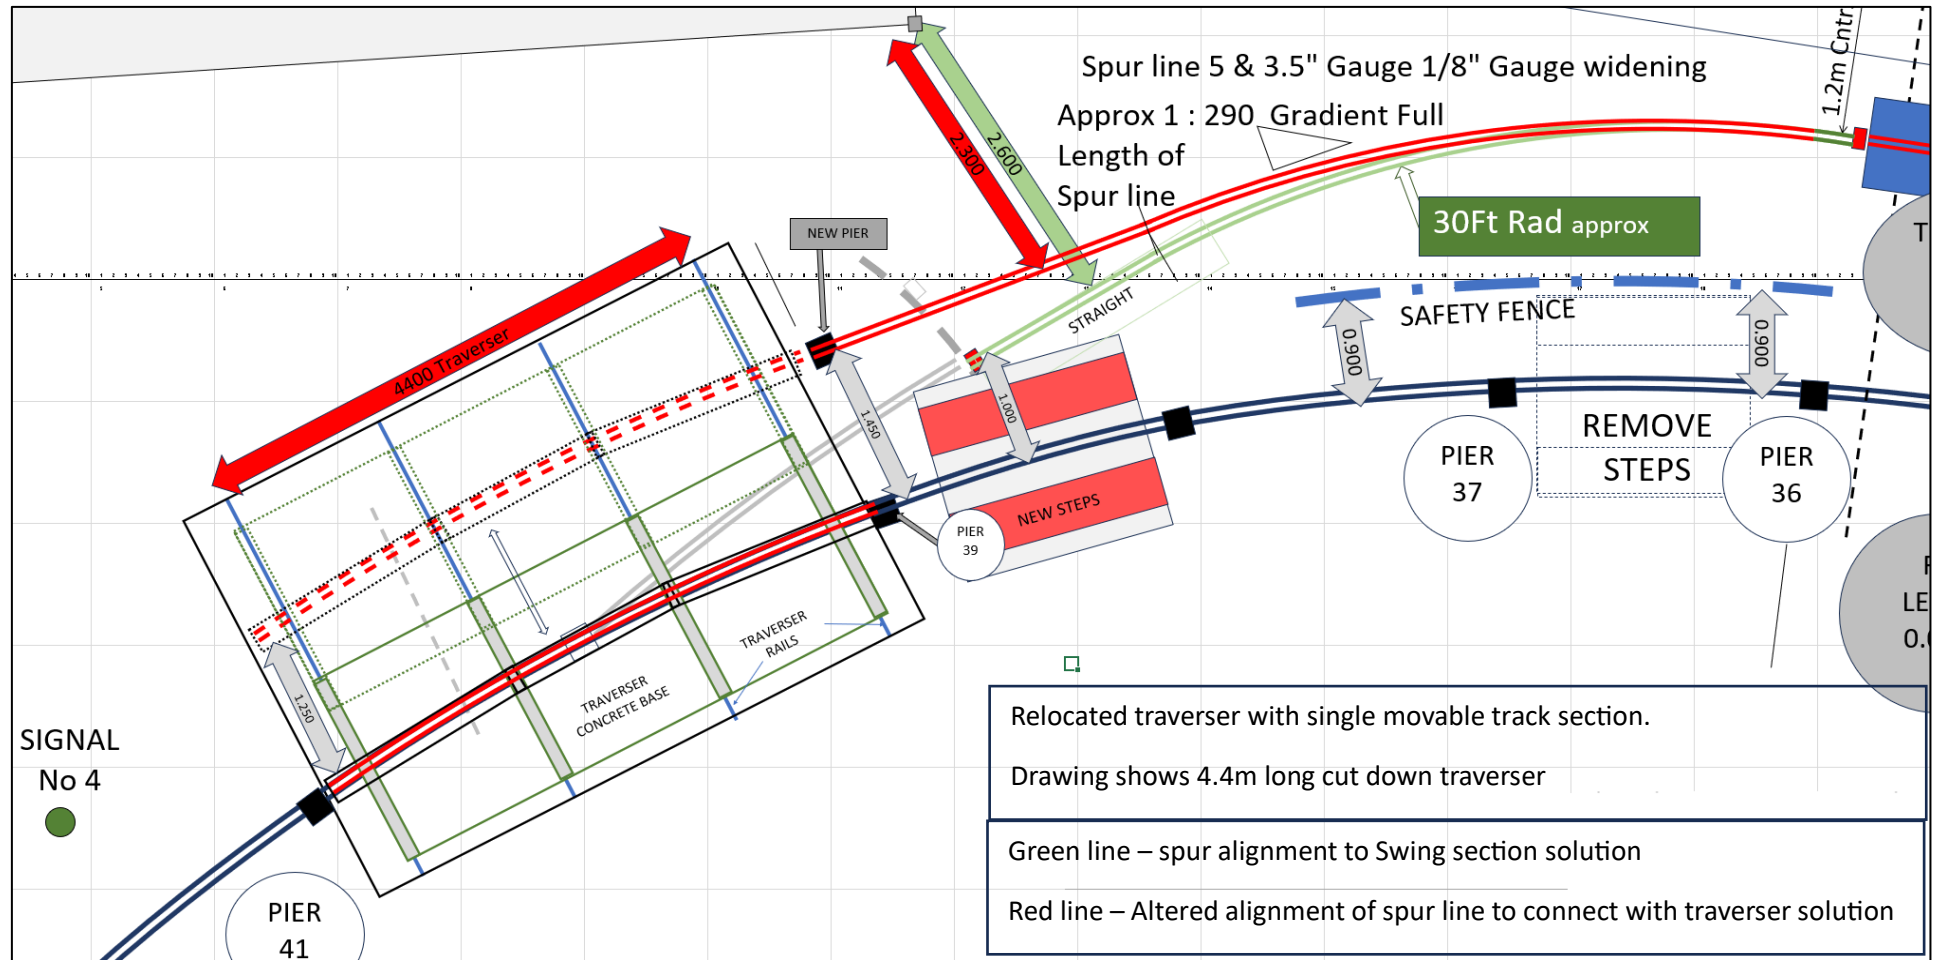 1.2m Cntr
Spur line 5 & 3.5" Gauge 1/8" Gauge widening
Approx 1 : 290 Gradient Full
Length of
Spur line
2.300
2.600
30Ft Rad approx
T
NEW PIER
STRAIGHT
SAFETY FENCE
4400 Traverser
0.900
0.900
1.450
1.000
REMOVE
STEPS
PIER
37
PIER
36
NEW STEPS
PIER
39
LE
TRAVERSER
RAILS
TRAVERSER
CONCRETE BASE
1.250
SIGNAL
No 4
PIER
41
Relocated traverser with single movable track section.
Drawing shows 4.4m long cut down traverser
Green line – spur alignment to Swing section solution
Red line – Altered alignment of spur line to connect with traverser solution